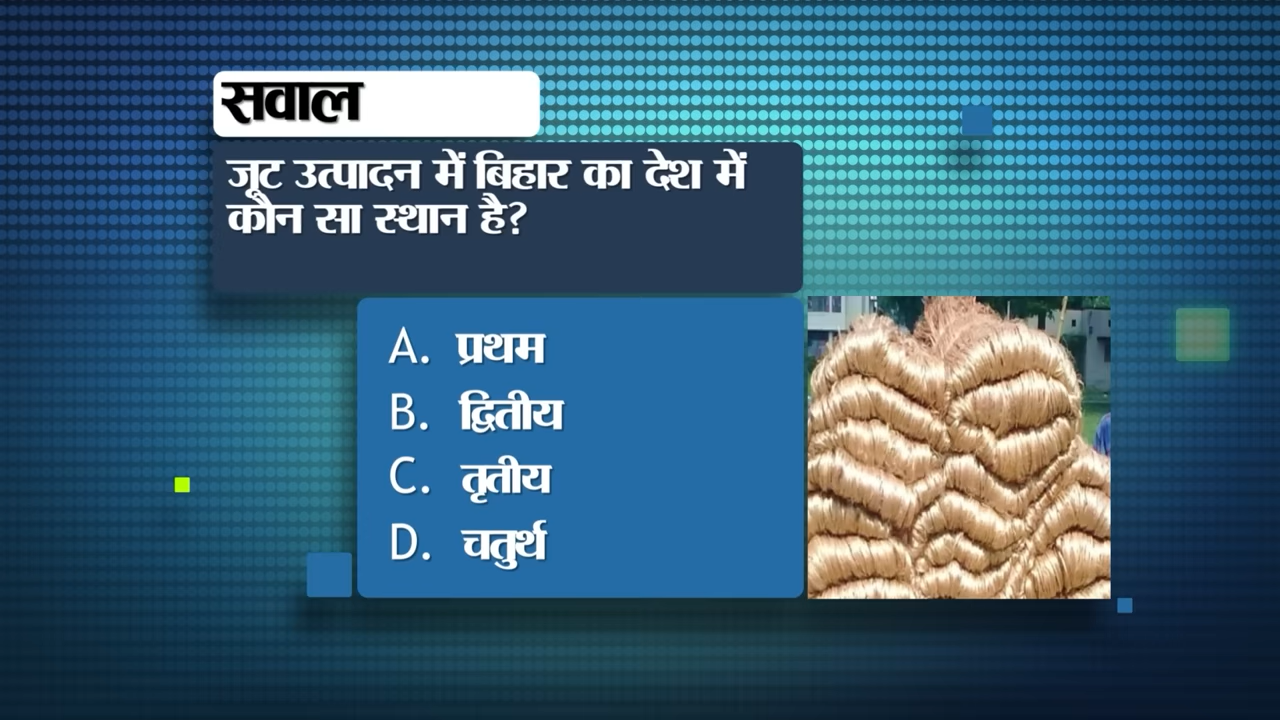 सवाल
जूट उत्पादन में बिहार का देश में
कौन सा स्थान है?
A. प्रथम
B. द्वितीय
C. तृतीय
D. चतुर्थ